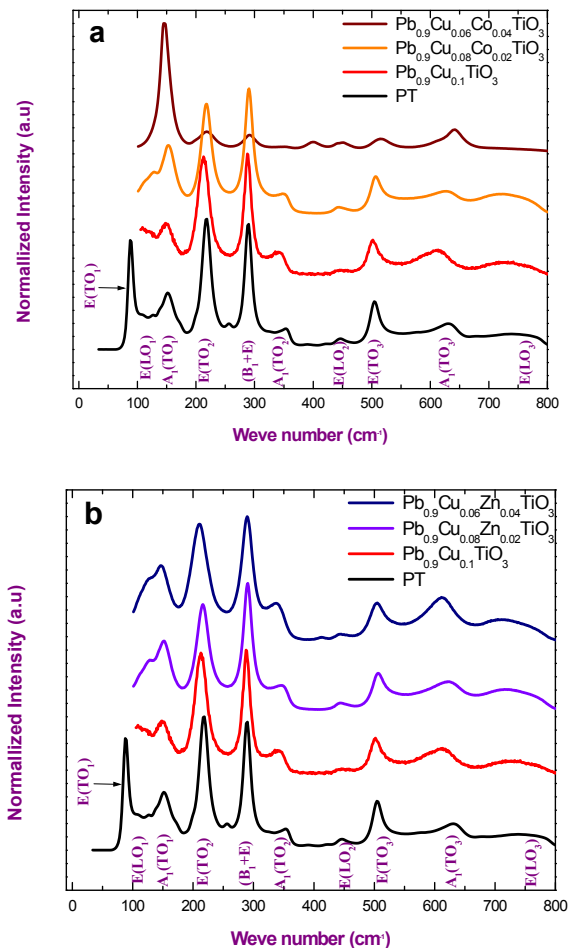 a
Pb₀.₉Cu₀.₀₆Co₀.₀₄TiO₃
Pb₀.₉Cu₀.₀₈Co₀.₀₂TiO₃
Pb₀.₉Cu₀.₁TiO₃
PT
Normallized Intensity (a.u)
E(TO₁)
E(LO₁)
A₁(TO₁)
E(TO₂)
(B₁+E)
A₁(TO₂)
E(LO₂)
E(TO₃)
A₁(TO₃)
E(LO₃)
0 100 200 300 400 500 600 700 800
Weve number (cm⁻¹)
b
Pb₀.₉Cu₀.₀₆Zn₀.₀₄TiO₃
Pb₀.₉Cu₀.₀₈Zn₀.₀₂TiO₃
Pb₀.₉Cu₀.₁TiO₃
PT
Normallized Intensity (a.u)
E(TO₁)
E(LO₁)
A₁(TO₁)
E(TO₂)
(B₁+E)
A₁(TO₂)
E(LO₂)
E(TO₃)
A₁(TO₃)
E(LO₃)
0 100 200 300 400 500 600 700 800
Weve number (cm⁻¹)